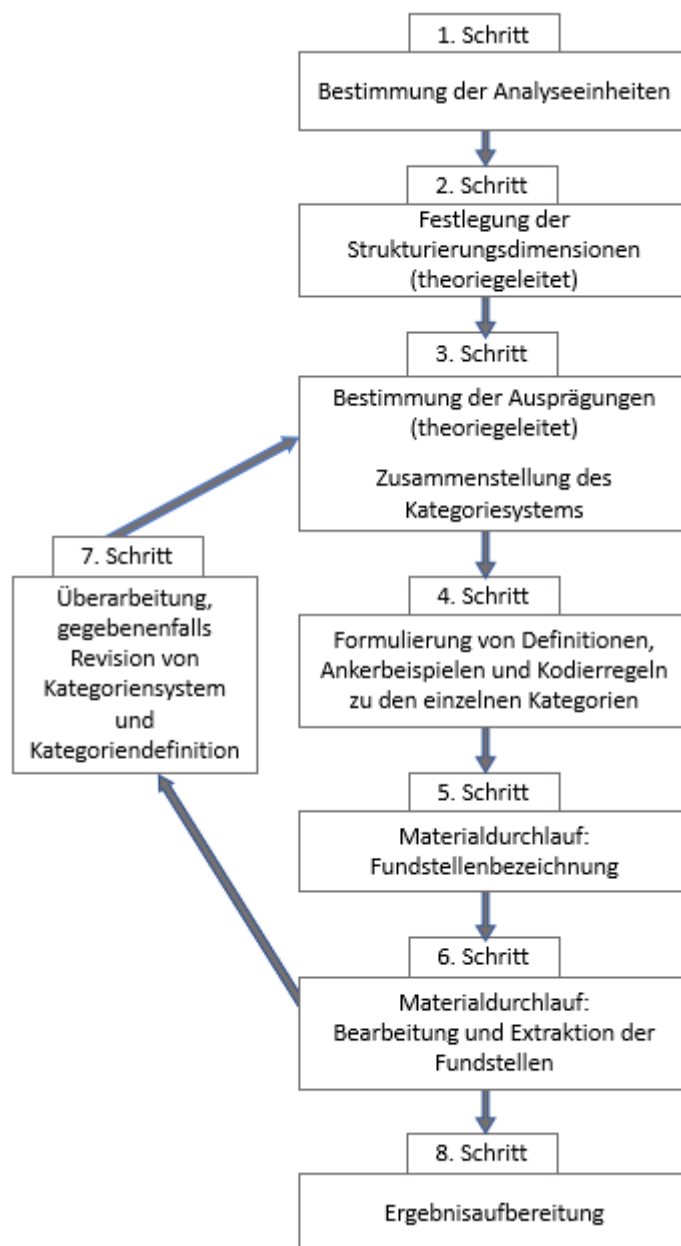 1. Schritt
Bestimmung der Analyseeinheiten
2. Schritt
Festlegung der
Strukturierungsdimensionen
(theoriegeleitet)
3. Schritt
Bestimmung der Ausprägungen
(theoriegeleitet)
Zusammenstellung des
Kategoriesystems
4. Schritt
Formulierung von Definitionen,
Ankerbeispielen und Kodierregeln
zu den einzelnen Kategorien
5. Schritt
Materialdurchlauf:
Fundstellenbezeichnung
6. Schritt
Materialdurchlauf:
Bearbeitung und Extraktion der
Fundstellen
7. Schritt
Überarbeitung,
gegebenenfalls
Revision von
Kategoriensystem
und
Kategoriendefinition
8. Schritt
Ergebnisaufbereitung